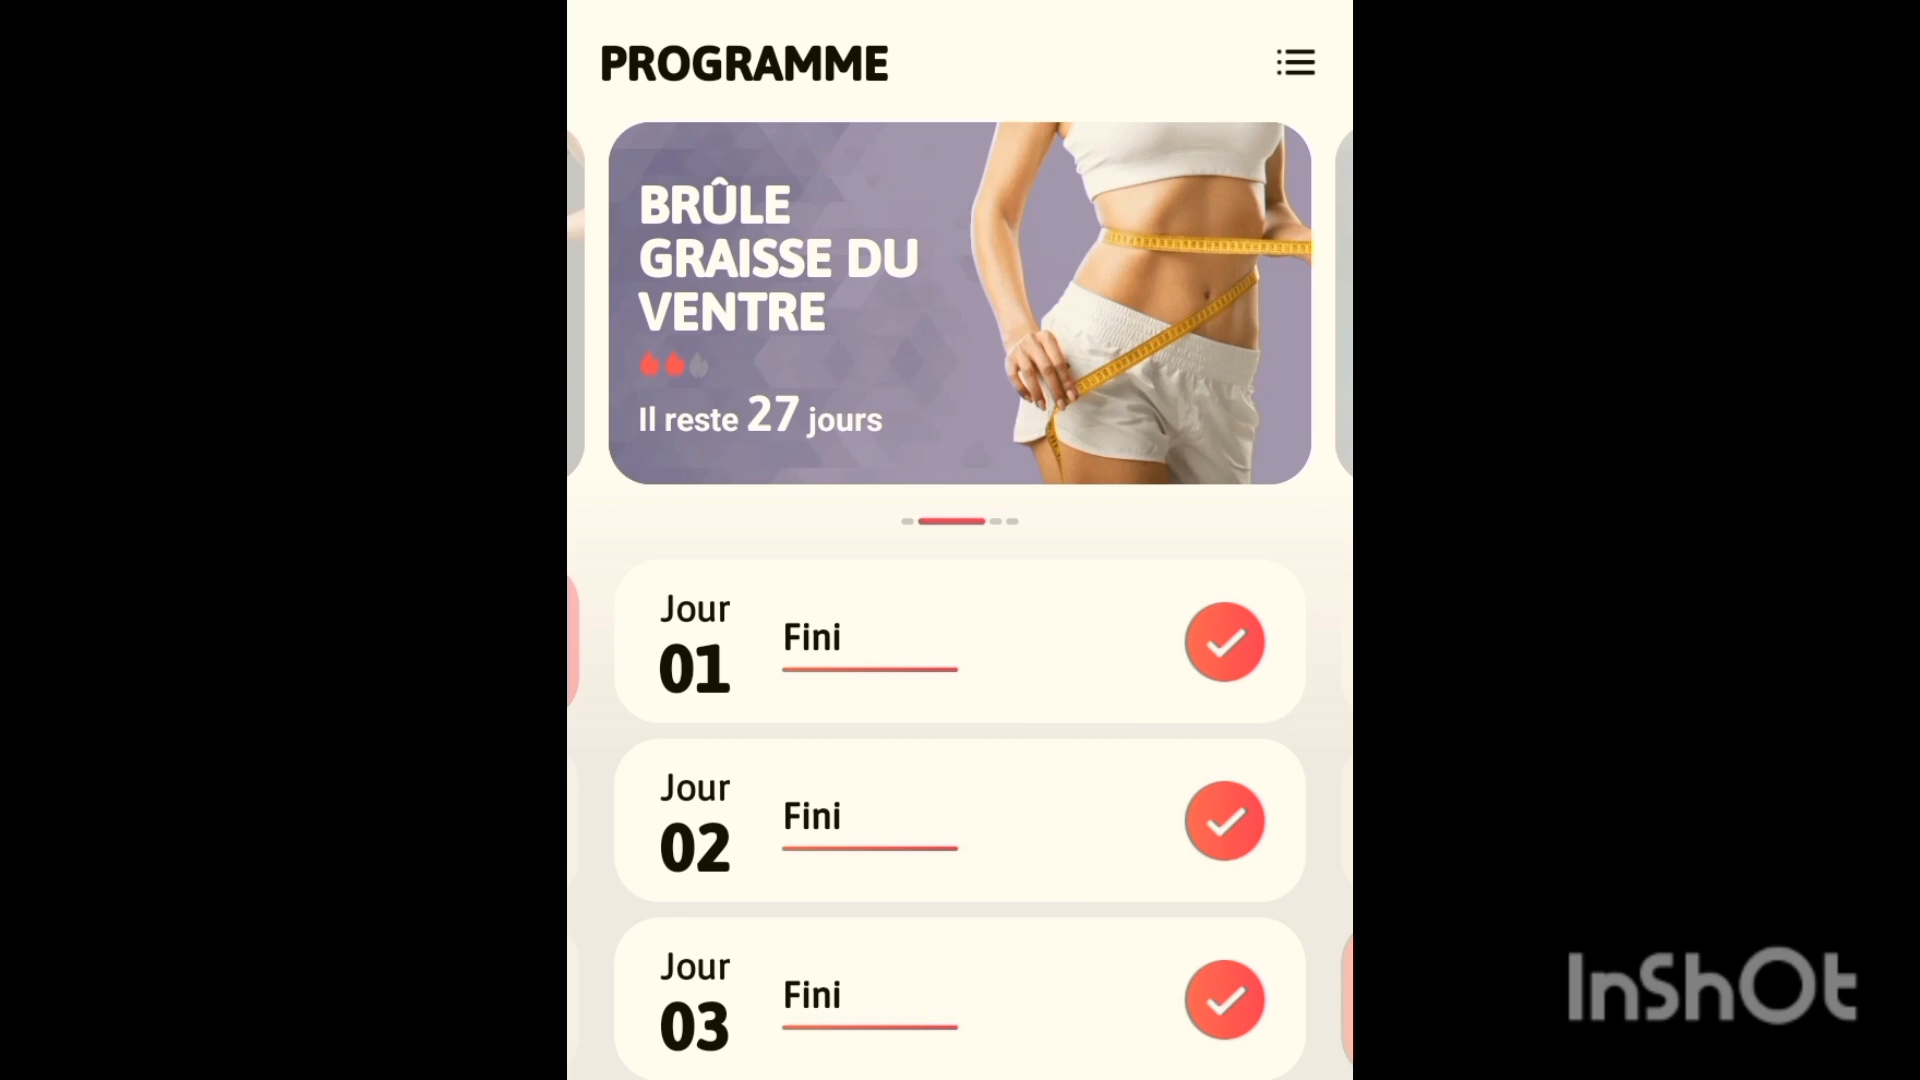 PROGRAMME
BRÛLE
GRAISSE DU
VENTRE
Il reste 27 jours
Jour
01
Fini
Jour
02
Fini
Jour
03
Fini
InShOt